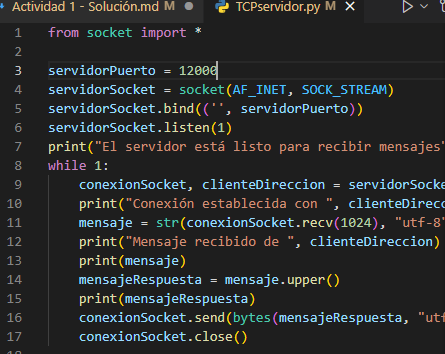 Actividad 1 - Solución.md M TCPservidor.py M
1 from socket import *
2
3 servidorPuerto = 12000
4 servidorSocket = socket(AF_INET, SOCK_STREAM)
5 servidorSocket.bind(('', servidorPuerto))
6 servidorSocket.listen(1)
7 print("El servidor está listo para recibir mensajes"
8 while 1:
9 conexionSocket, clienteDireccion = servidorSocke
10 print("Conexión establecida con ", clienteDirecc
11 mensaje = str(conexionSocket.recv(1024), "utf-8"
12 print("Mensaje recibido de ", clienteDireccion)
13 print(mensaje)
14 mensajeRespuesta = mensaje.upper()
15 print(mensajeRespuesta)
16 conexionSocket.send(bytes(mensajeRespuesta, "utf
17 conexionSocket.close()